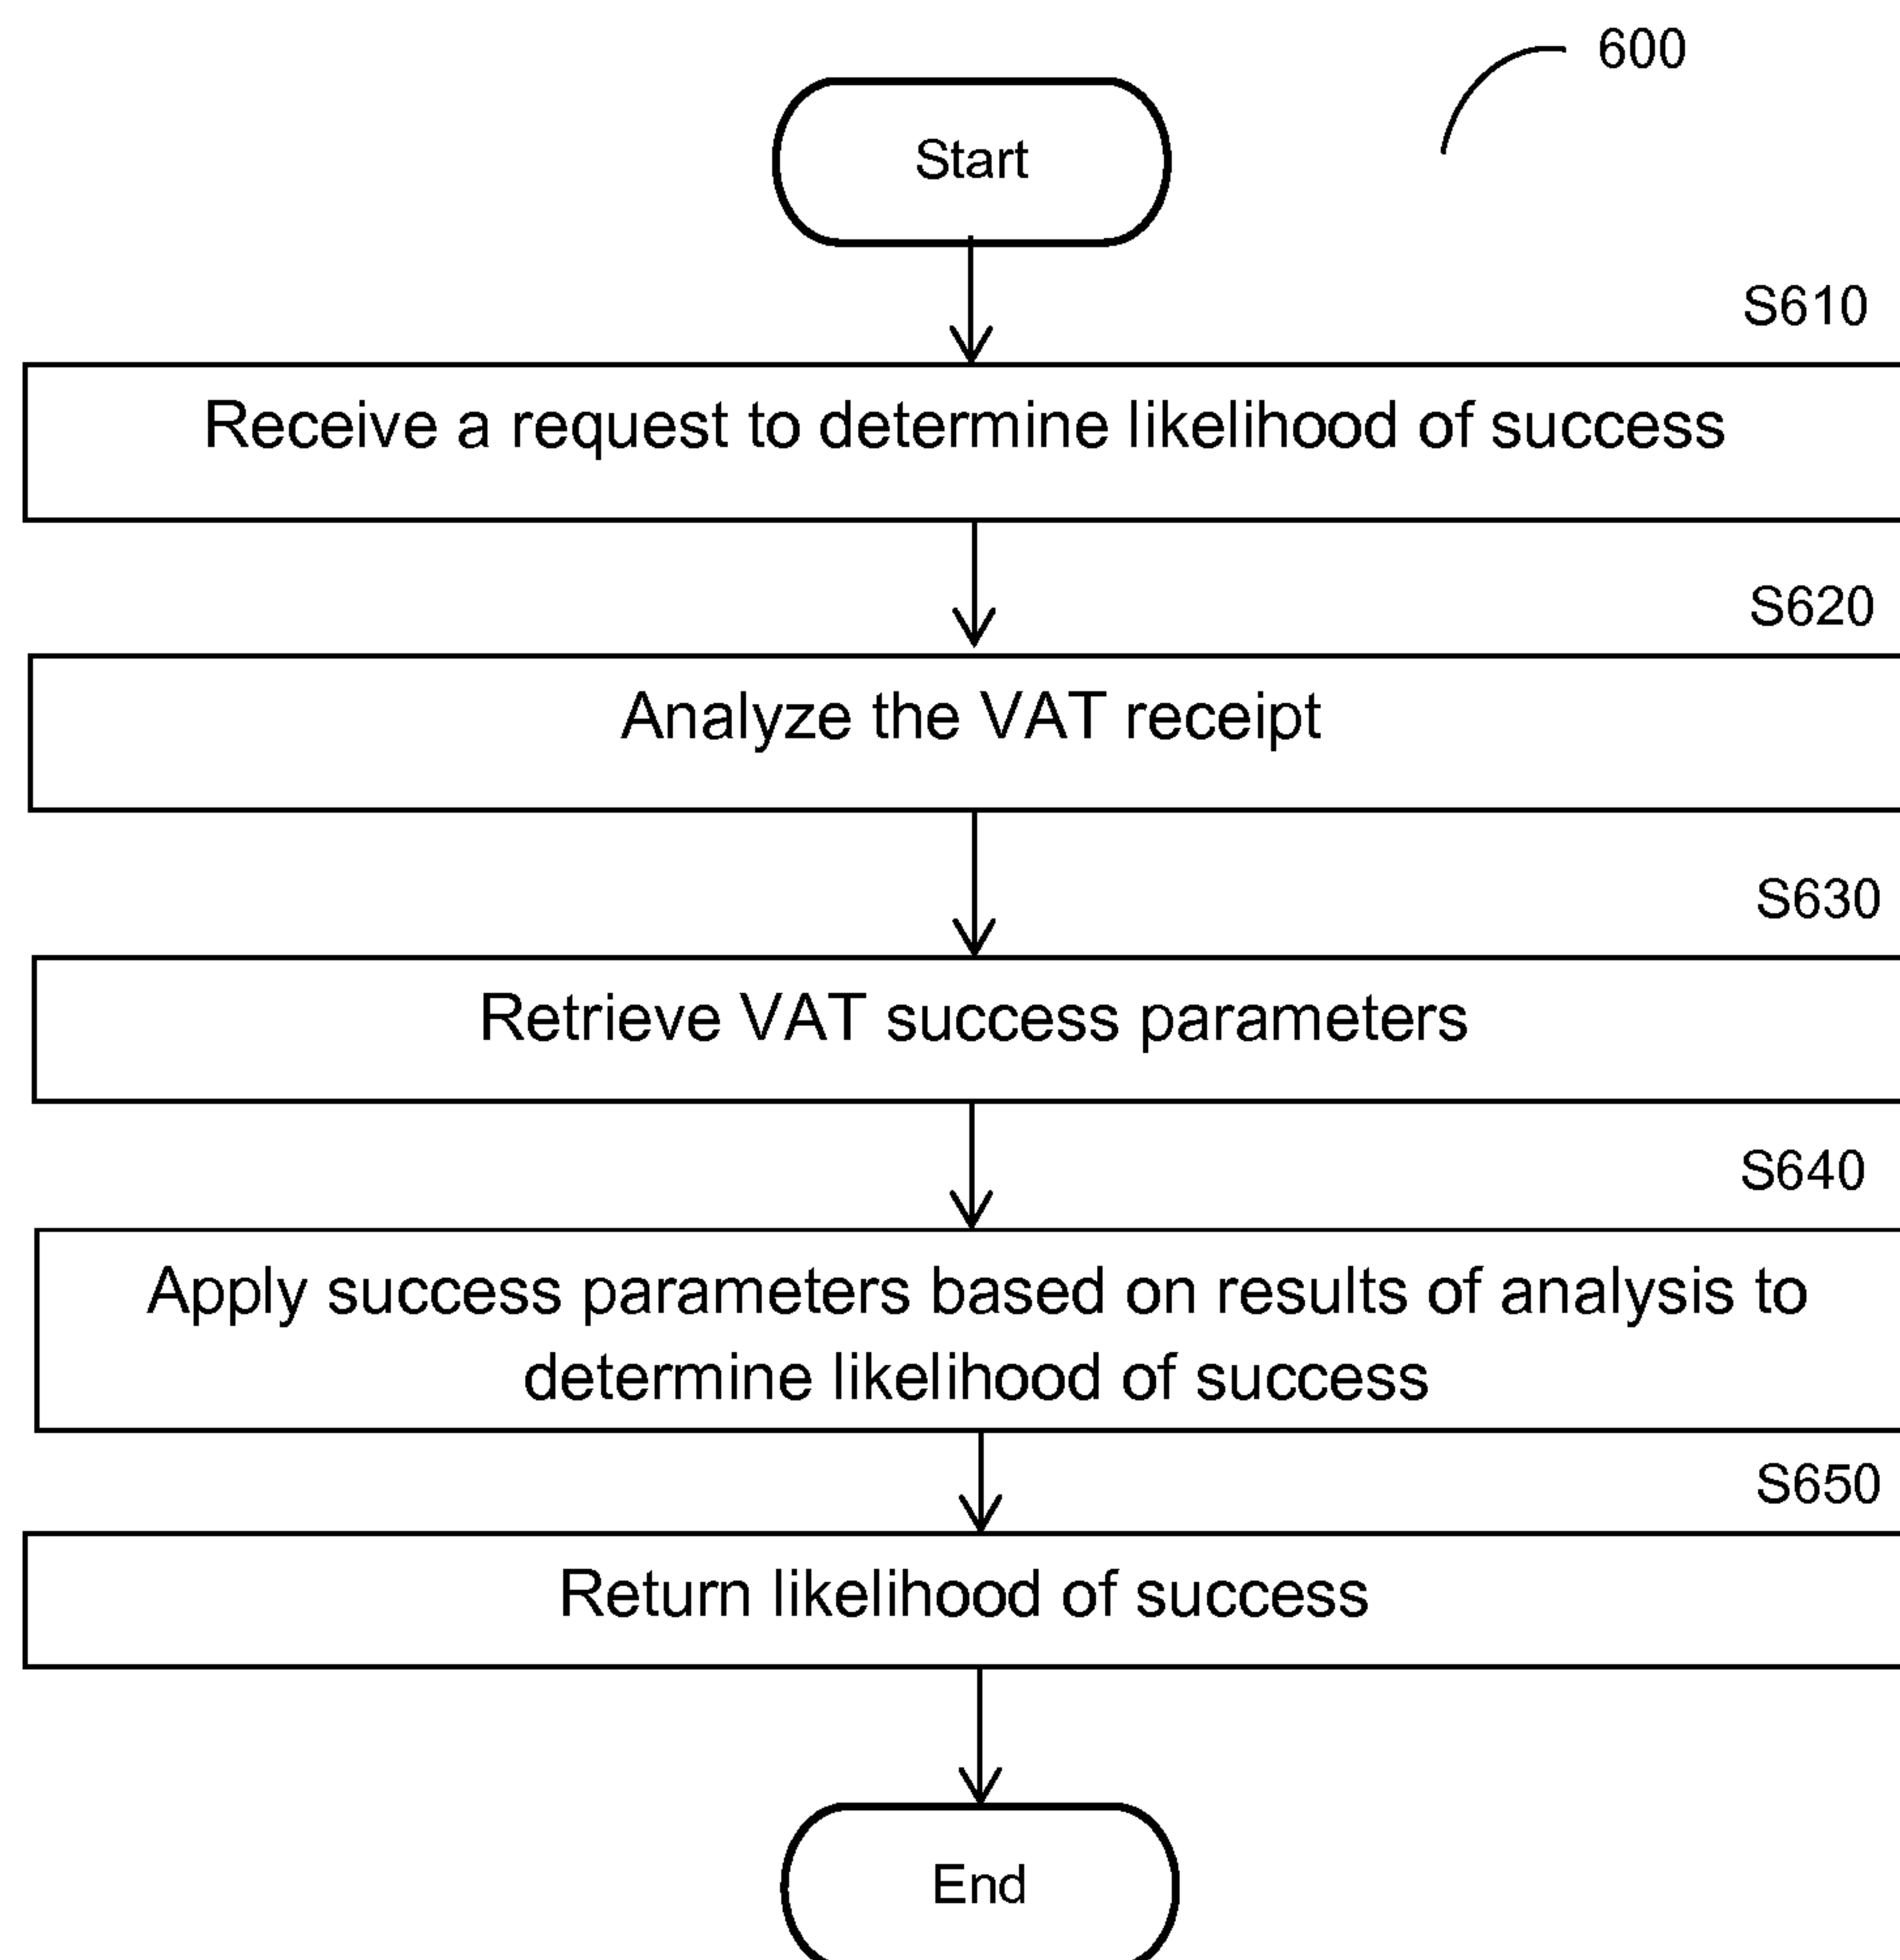 600
Start
S610
Receive a request to determine likelihood of success
S620
Analyze the VAT receipt
S630
Retrieve VAT success parameters
S640
Apply success parameters based on results of analysis to
determine likelihood of success
S650
Return likelihood of success
End